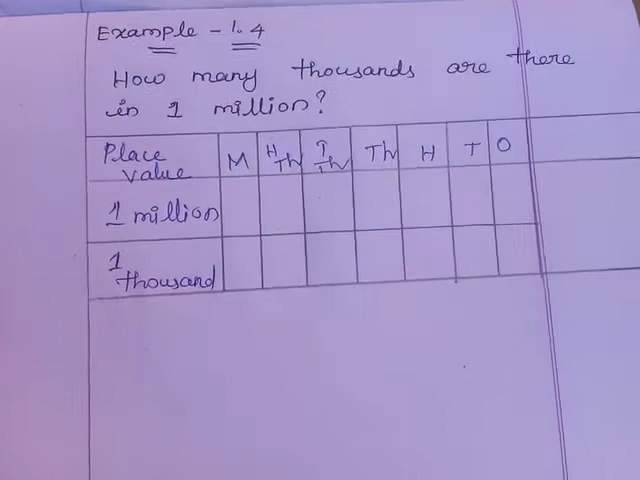 Example - 1.4
How many thousands are there
in 1 million?
Place value M H Th T Th Th H T O
1 million
1 thousand